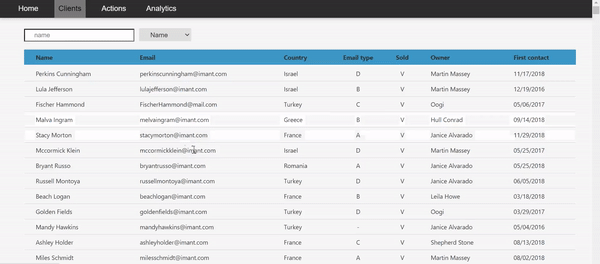 Home Clients Actions Analytics
name Name
Name Email Country Email type Sold Owner First contact
Perkins Cunningham perkinscunningham@imant.com Israel D V Martin Massey 11/17/2018
Lula Jefferson lulajefferson@imant.com Israel B V Martin Massey 12/19/2016
Fischer Hammond FischerHammond@mail.com Turkey C V Oogi 05/06/2017
Malva Ingram melvaingram@imant.com Greece B V Hull Conrad 09/14/2018
Stacy Morton stacymorton@imant.com France A V Janice Alvarado 11/29/2018
Mccormick Klein mccormickklein@imant.com Israel D V Martin Massey 05/25/2017
Bryant Russo bryantrusso@imant.com Romania A V Janice Alvarado 05/25/2018
Russell Montoya russellmontoya@imant.com Turkey D V Janice Alvarado 06/05/2018
Beach Logan beachlogan@imant.com France B V Leila Howe 03/18/2018
Golden Fields goldenfields@imant.com Turkey D V Oogi 03/29/2017
Mandy Hawkins mandyhawkins@imant.com Turkey - V Janice Alvarado 05/04/2016
Ashley Holder ashleyholder@imant.com France C V Shepherd Stone 08/13/2018
Miles Schmidt milesschmidt@imant.com France A V Martin Massey 08/02/2018